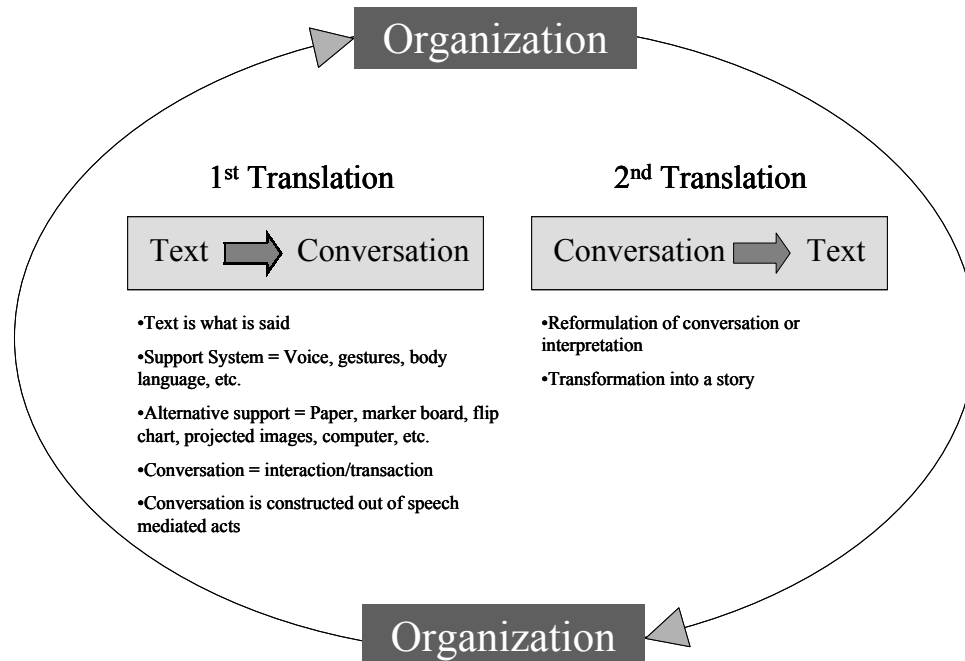 Organization
1st Translation
Text Conversation
•Text is what is said
•Support System = Voice, gestures, body
language, etc.
•Alternative support = Paper, marker board, flip
chart, projected images, computer, etc.
•Conversation = interaction/transaction
•Conversation is constructed out of speech
mediated acts
2nd Translation
Conversation Text
•Reformulation of conversation or
interpretation
•Transformation into a story
Organization